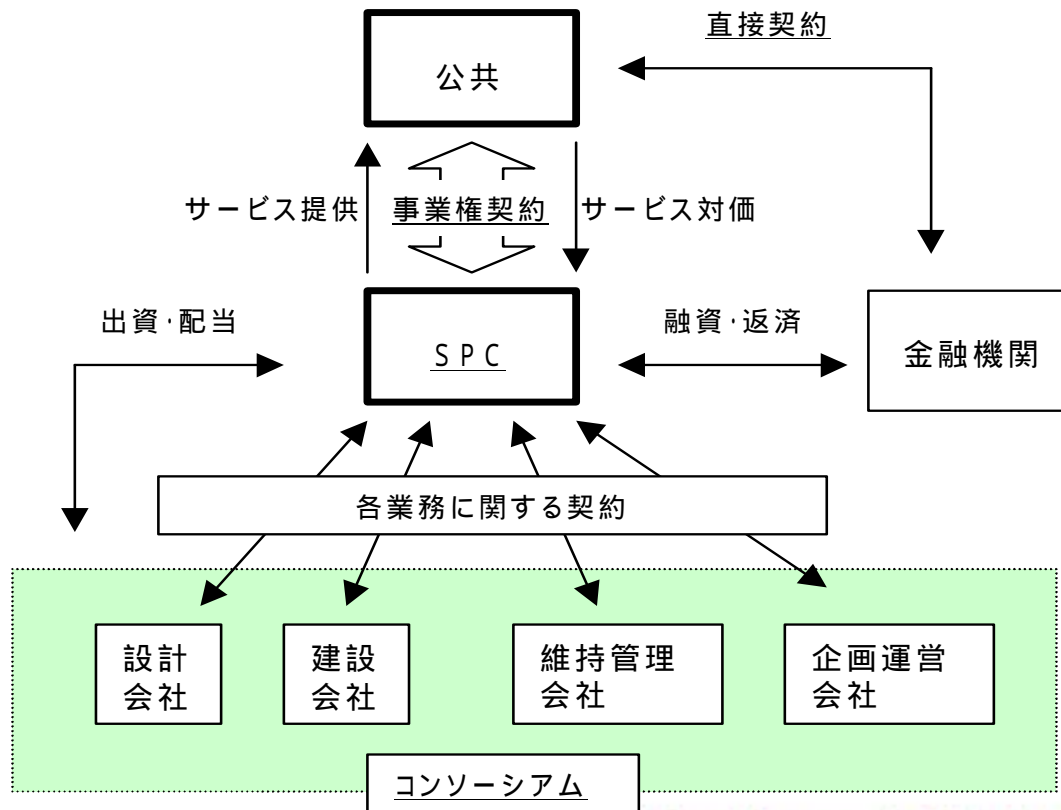 直接契約
公共
サービス提供
事業権契約
サービス対価
出資・配当
融資・返済
SPC
金融機関
各業務に関する契約
設計
会社
建設
会社
維持管理
会社
企画運営
会社
コンソーシアム